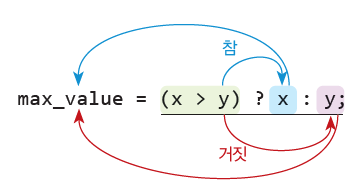 참
max_value = (x > y) ? x : y;
거짓